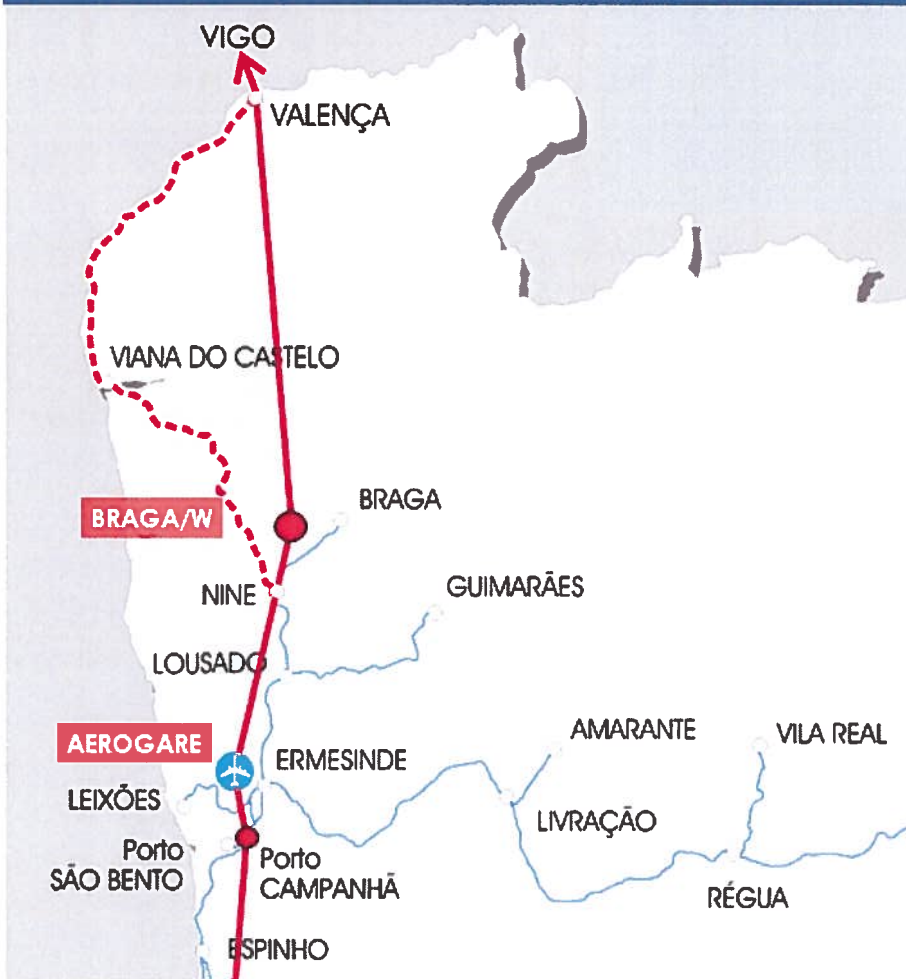 VIGO
VALENÇA
VIANA DO CASTELO
BRAGA/W
BRAGA
NINE
GUIMARÃES
LOUSADO
AEROGARE
AMARANTE
VILA REAL
ERMESINDE
LEIXÕES
LIVRAÇÃO
Porto
SÃO BENTO
Porto
CAMPANHÃ
RÉGUA
ESPINHO